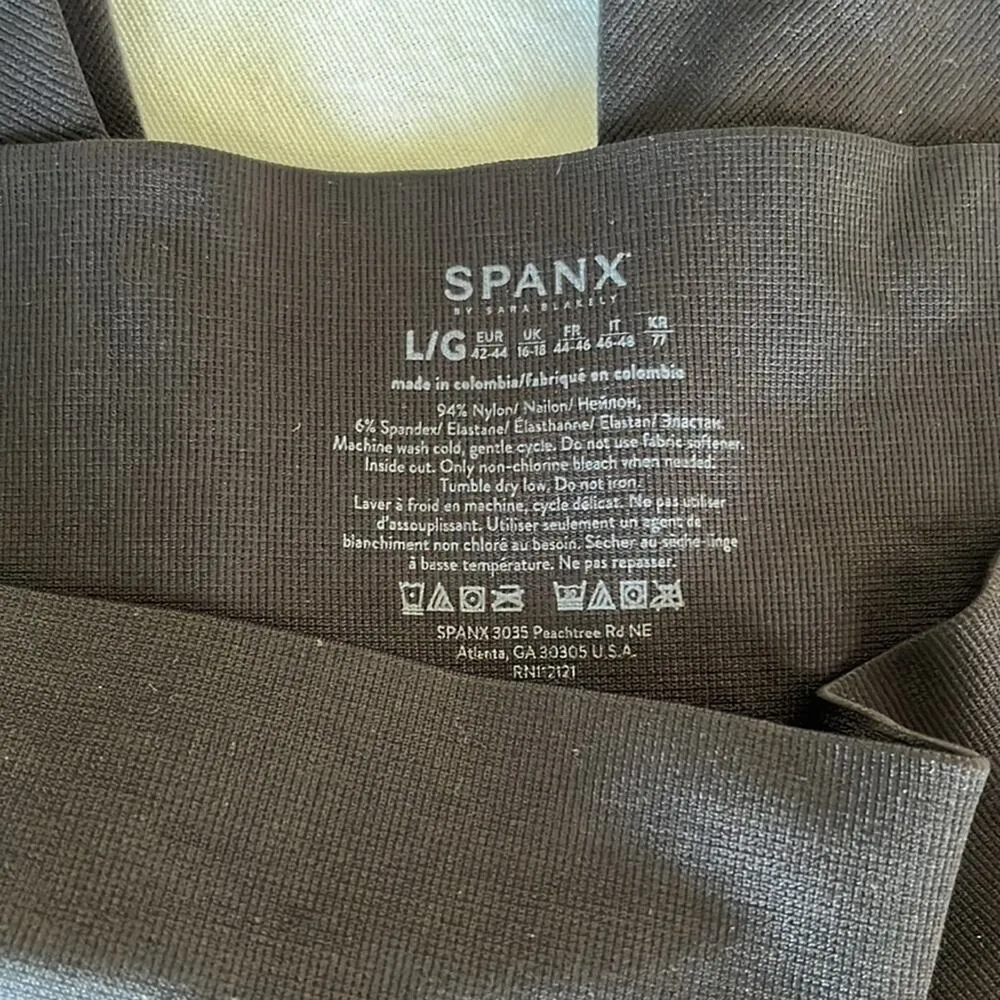 SPANX
BY SARA BLAKELY
L/G EUR 42-44 UK 16-18 FR 44-46 IT 46-48 KR 77
made in colombia/fabriqué en colombie
94% Nylon/ Nailon/ Нейлон,
6% Spandex/ Elastane/ Élasthanne/ Elastan/ Эластан.
Machine wash cold, gentle cycle. Do not use fabric softener.
Inside out. Only non-chlorine bleach when needed.
Tumble dry low. Do not iron.
Laver à froid en machine, cycle délicat. Ne pas utiliser
d'assouplissant. Utiliser seulement un agent de
blanchiment non chloré au besoin. Sécher au sèche-linge
à basse température. Ne pas repasser.
SPANX 3035 Peachtree Rd NE
Atlanta, GA 30305 U.S.A.
RN112121